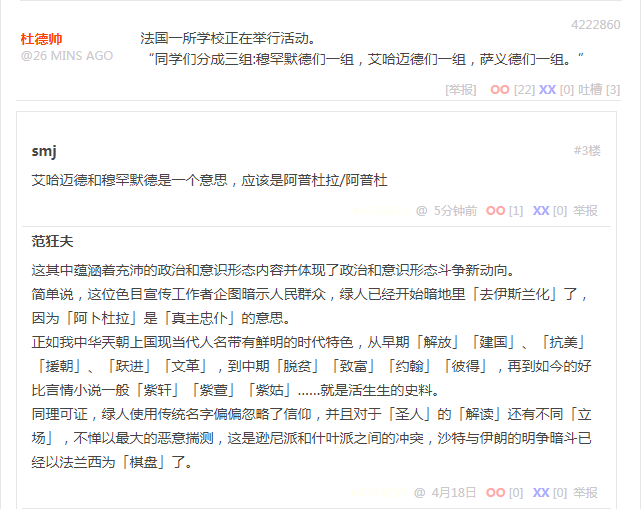 4222860
杜德帅
@26 MINS AGO
法国一所学校正在举行活动。
“同学们分成三组:穆罕默德们一组，艾哈迈德们一组，萨义德们一组。”
[举报] OO [22] XX [0] 吐槽 [3]
smj
#3楼
艾哈迈德和穆罕默德是一个意思，应该是阿普杜拉/阿普杜
@ 5分钟前 OO [1] XX [0] 举报
范狂夫
这其中蕴涵着充沛的政治和意识形态内容并体现了政治和意识形态斗争新动向。
简单说，这位色目宣传工作者企图暗示人民群众，绿人已经开始暗地里「去伊斯兰化」了，
因为「阿卜杜拉」是「真主忠仆」的意思。
正如我中华天朝上国现当代人名带有鲜明的时代特色，从早期「解放」「建国」、「抗美」
「援朝」、「跃进」「文革」，到中期「脱贫」「致富」「约翰」「彼得」，再到如今的好
比言情小说一般「紫轩」「紫萱」「紫姑」……就是活生生的史料。
同理可证，绿人使用传统名字偏偏忽略了信仰，并且对于「圣人」的「解读」还有不同「立
场」，不惮以最大的恶意揣测，这是逊尼派和什叶派之间的冲突，沙特与伊朗的明争暗斗已
经以法兰西为「棋盘」了。
@ 4月18日 OO [0] XX [0] 举报